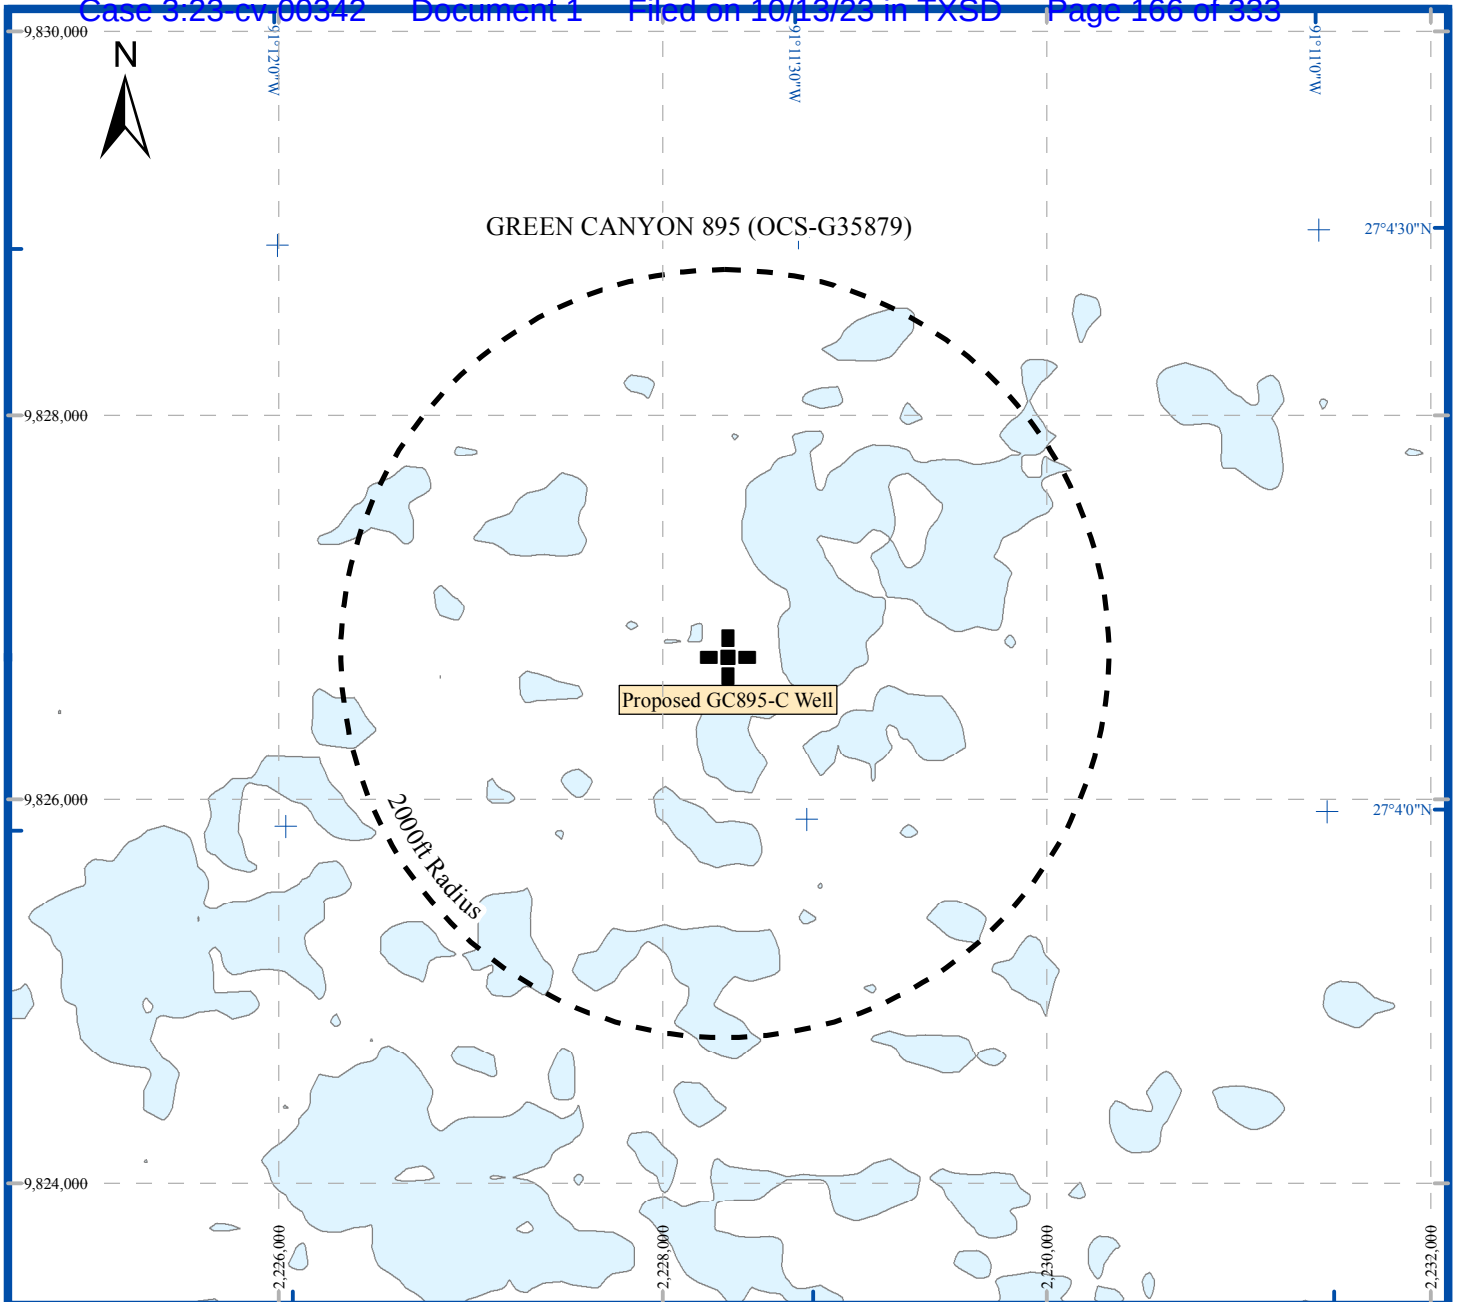 Case 3:23-cv-00342 Document 1 Filed on 10/13/23 in TXSD Page 166 of 333
9,830,000
91°12'0"W
91°11'30"W
91°11'0"W
N
GREEN CANYON 895 (OCS-G35879)
27°4'30"N
9,828,000
Proposed GC895-C Well
9,826,000
27°4'0"N
2000ft Radius
9,824,000
2,226,000
2,228,000
2,230,000
2,232,000